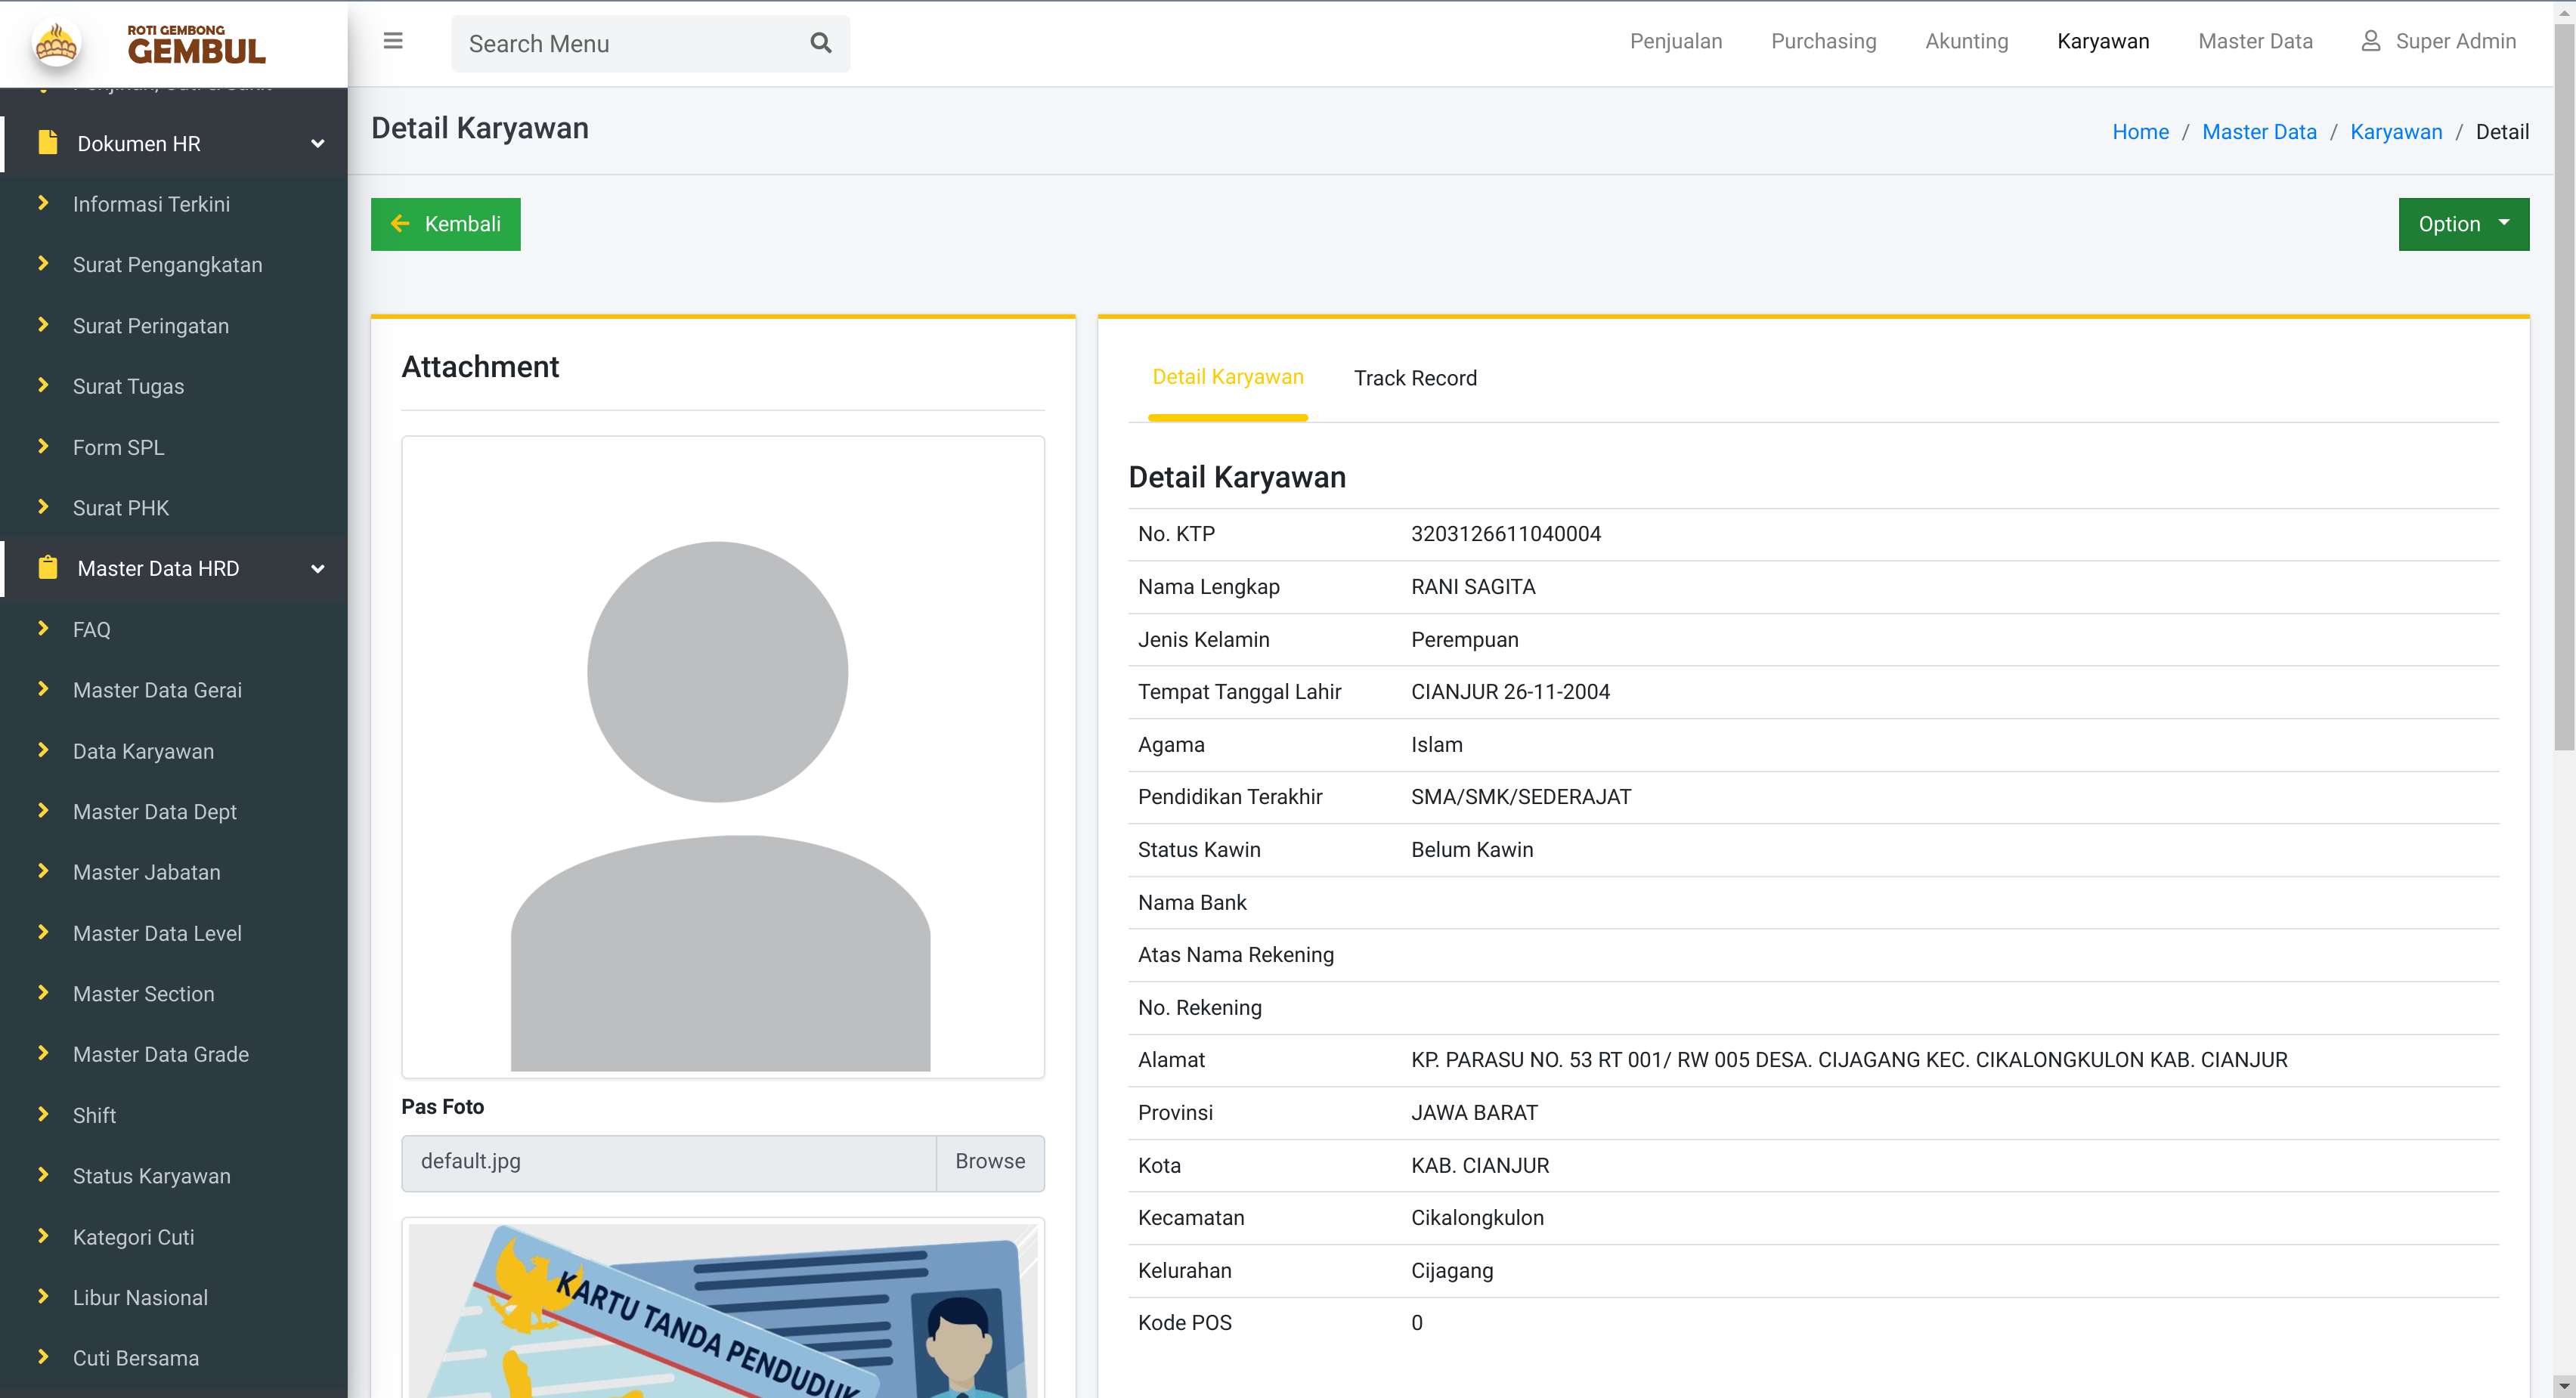 ROTI GEMBONG
GEMBUL
Search Menu
Penjualan
Purchasing
Akunting
Karyawan
Master Data
Super Admin
Dokumen HR
Informasi Terkini
Surat Pengangkatan
Surat Peringatan
Surat Tugas
Form SPL
Surat PHK
Master Data HRD
FAQ
Master Data Gerai
Data Karyawan
Master Data Dept
Master Jabatan
Master Data Level
Master Section
Master Data Grade
Shift
Status Karyawan
Kategori Cuti
Libur Nasional
Cuti Bersama
Detail Karyawan
Home / Master Data / Karyawan / Detail
Kembali
Option
Attachment
Pas Foto
default.jpg Browse
KARTU TANDA PENDUDUK
Detail Karyawan Track Record
Detail Karyawan
No. KTP 3203126611040004
Nama Lengkap RANI SAGITA
Jenis Kelamin Perempuan
Tempat Tanggal Lahir CIANJUR 26-11-2004
Agama Islam
Pendidikan Terakhir SMA/SMK/SEDERAJAT
Status Kawin Belum Kawin
Nama Bank
Atas Nama Rekening
No. Rekening
Alamat KP. PARASU NO. 53 RT 001/ RW 005 DESA. CIJAGANG KEC. CIKALONGKULON KAB. CIANJUR
Provinsi JAWA BARAT
Kota KAB. CIANJUR
Kecamatan Cikalongkulon
Kelurahan Cijagang
Kode POS 0